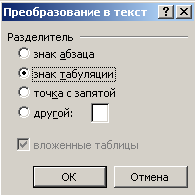 Преобразование в текст
Разделитель
знак абзаца
знак табуляции
точка с запятой
другой:
вложенные таблицы
ОК
Отмена